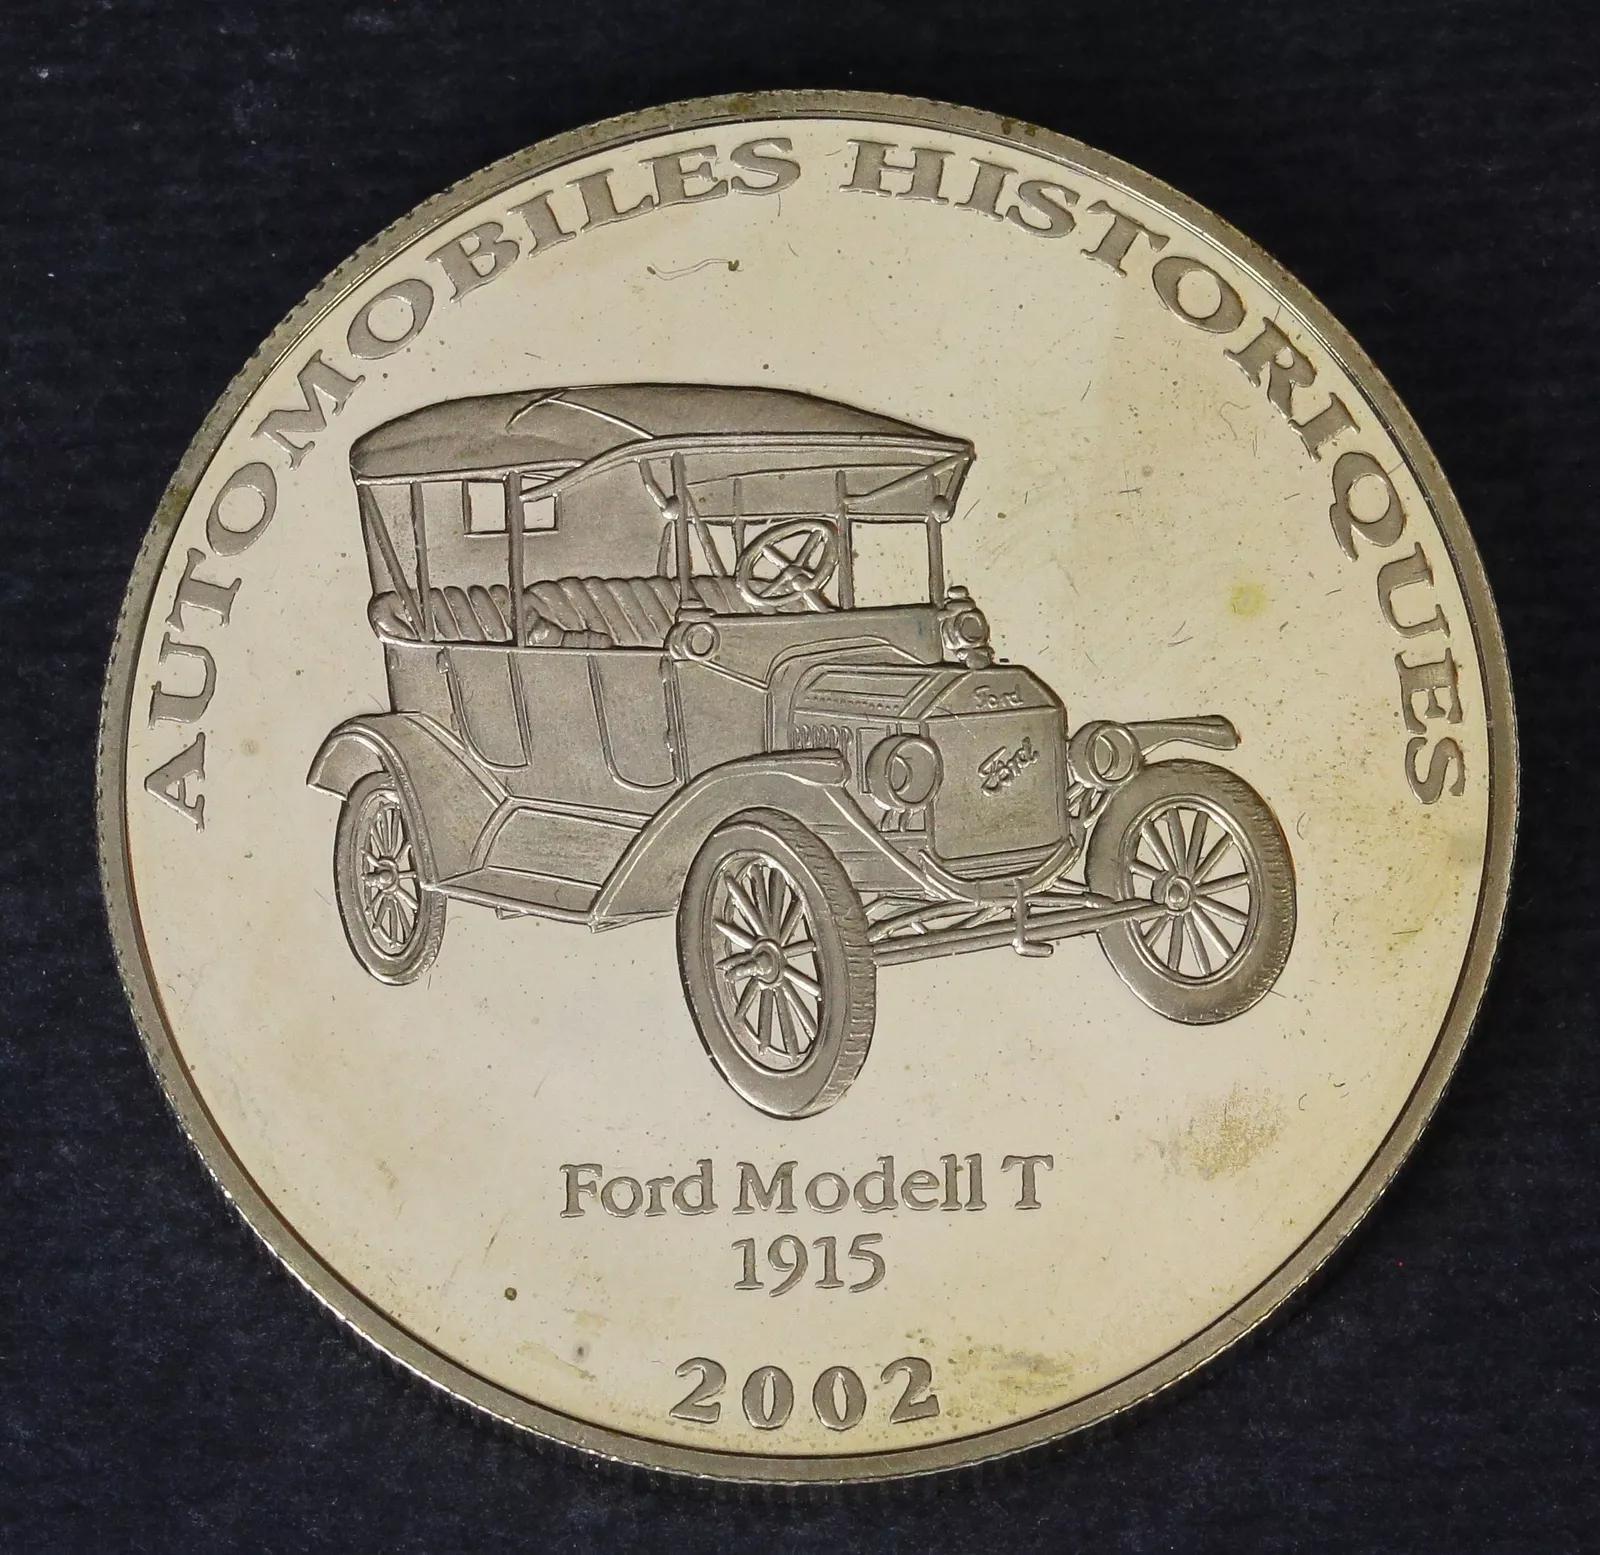 AUTOMOBILES HISTORIQUES
Ford
Ford
Ford Modell T
1915
2002